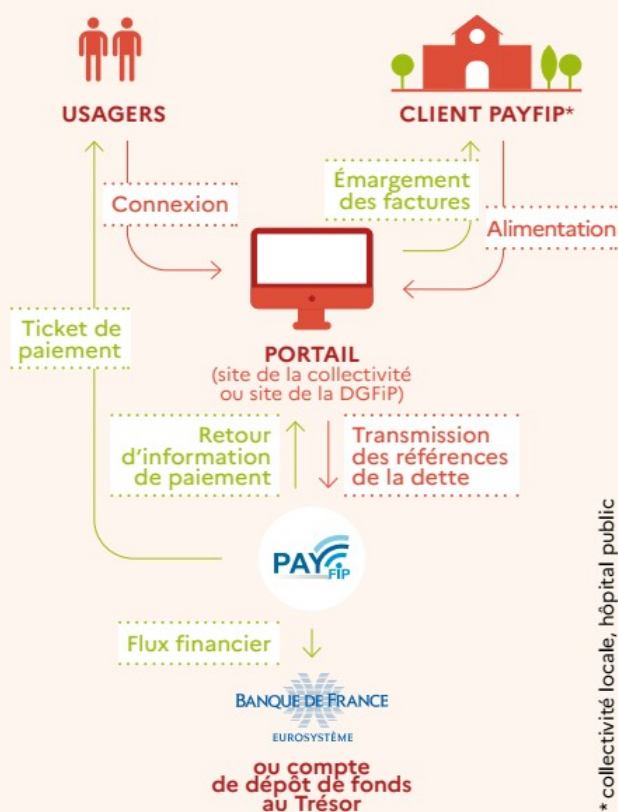 USAGERS
CLIENT PAYFIP*
Connexion
Émargement
des factures
Alimentation
Ticket de
paiement
PORTAIL
(site de la collectivité
ou site de la DGFiP)
Retour
d'information
de paiement
Transmission
des références
de la dette
PAY
FiP
Flux financier
BANQUE DE FRANCE
EUROSYSTÈME
ou compte
de dépôt de fonds
au Trésor
* collectivité locale, hôpital public